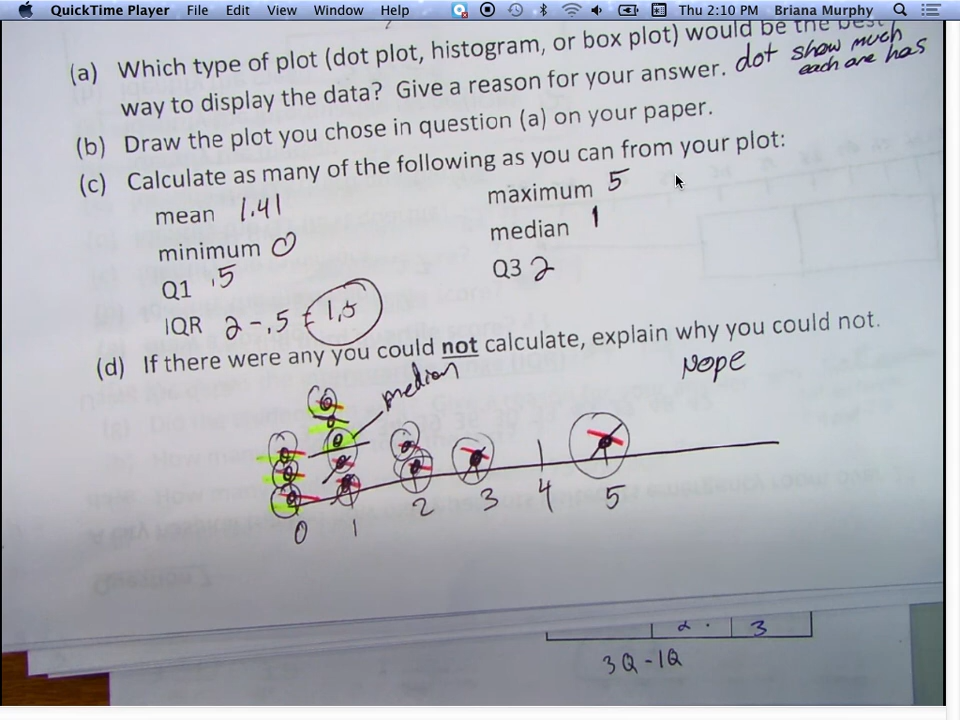 QuickTime Player File Edit View Window Help Thu 2:10 PM Briana Murphy
(a) Which type of plot (dot plot, histogram, or box plot) would be the best
way to display the data? Give a reason for your answer. dot show much
each are has
(b) Draw the plot you chose in question (a) on your paper.
(c) Calculate as many of the following as you can from your plot:
mean 1.41
maximum 5
minimum 0
median 1
Q1 .5
Q3 2
IQR 2 - .5 = 1.5
(d) If there were any you could not calculate, explain why you could not.
Nope
median
0 1 2 3 4 5
3
3Q - 1Q